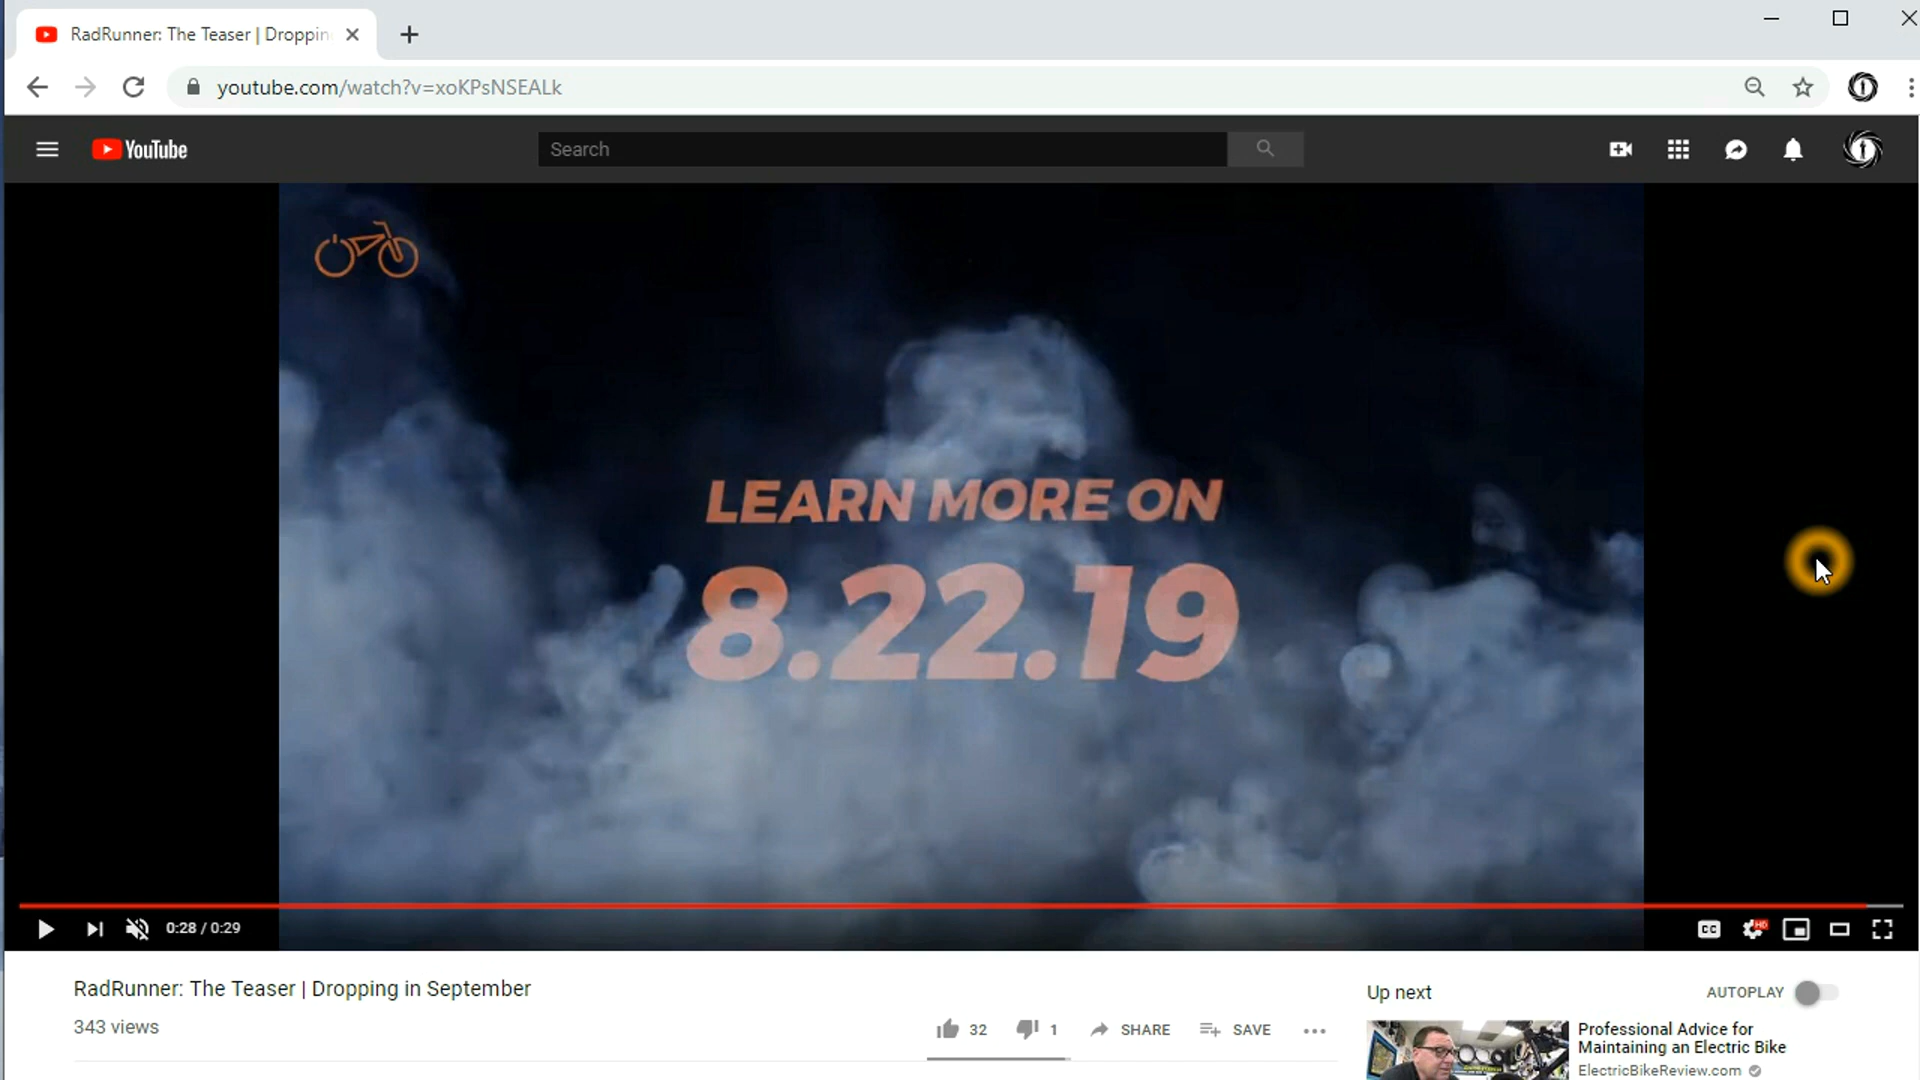 RadRunner: The Teaser | Droppin
youtube.com/watch?v=xoKPsNSEALk
YouTube
Search
LEARN MORE ON
8.22.19
0:28 / 0:29
CC
HD
RadRunner: The Teaser | Dropping in September
343 views
32
1
SHARE
SAVE
Up next
AUTOPLAY
Professional Advice for
Maintaining an Electric Bike
ElectricBikeReview.com